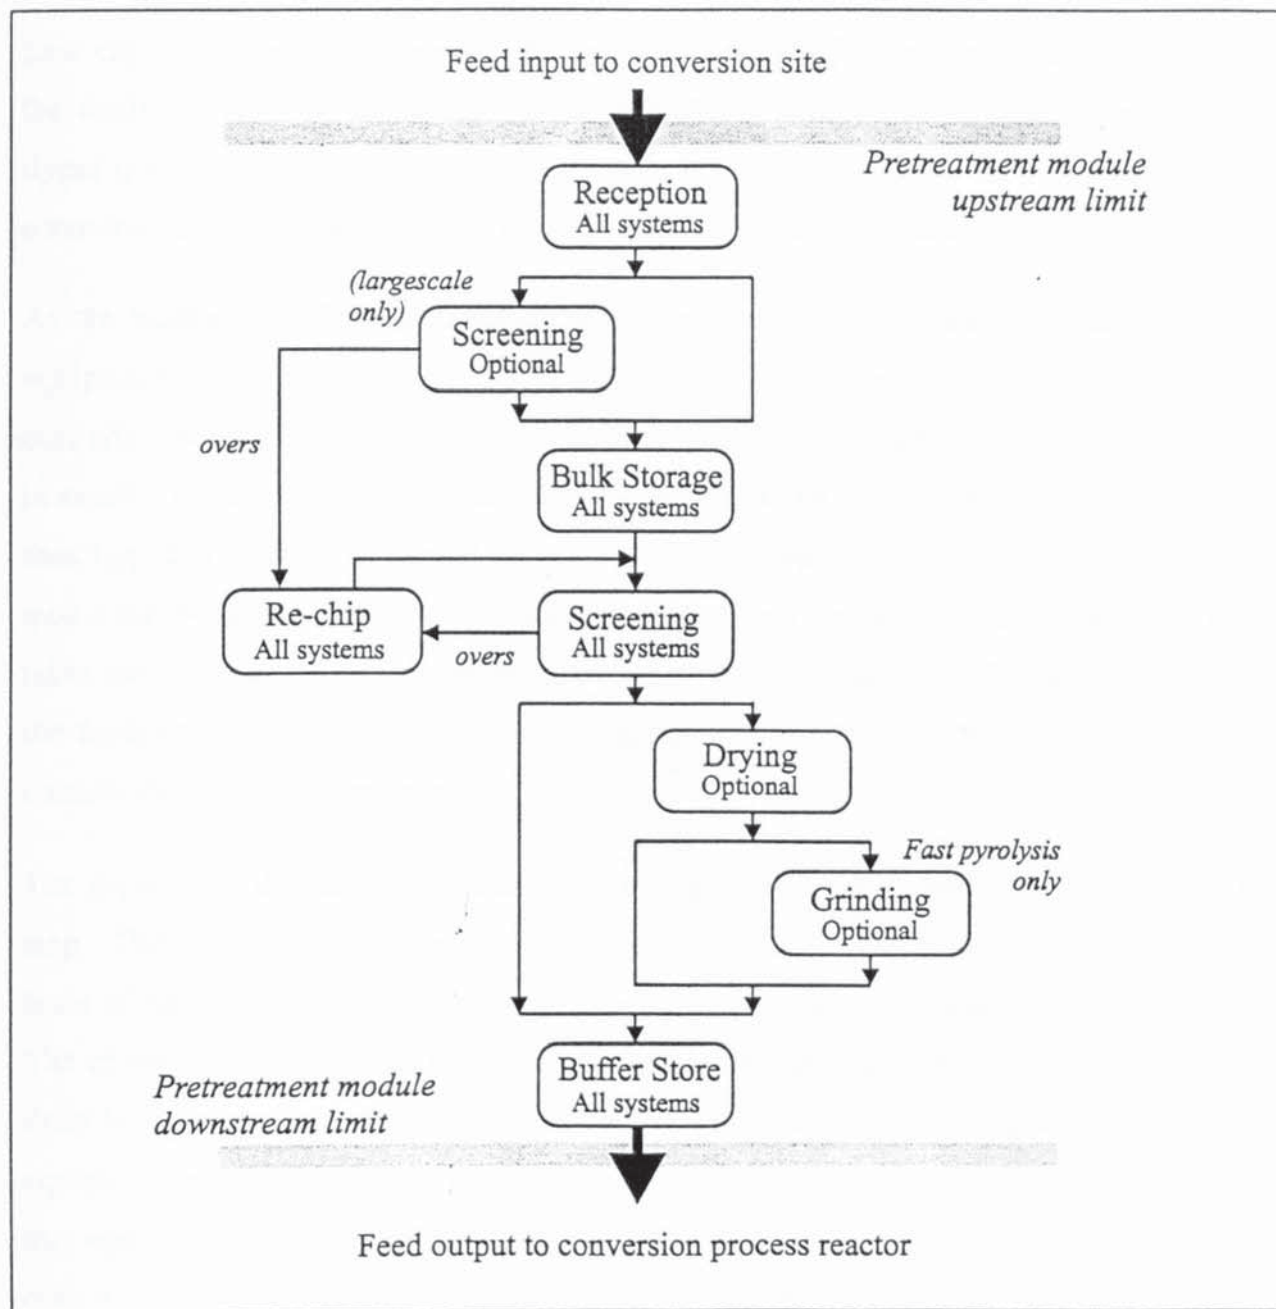 Feed input to conversion site
Pretreatment module
upstream limit
Reception
All systems
(largescale
only)
Screening
Optional
overs
Bulk Storage
All systems
Re-chip
All systems
overs
Screening
All systems
Drying
Optional
Fast pyrolysis
only
Grinding
Optional
Buffer Store
All systems
Pretreatment module
downstream limit
Feed output to conversion process reactor